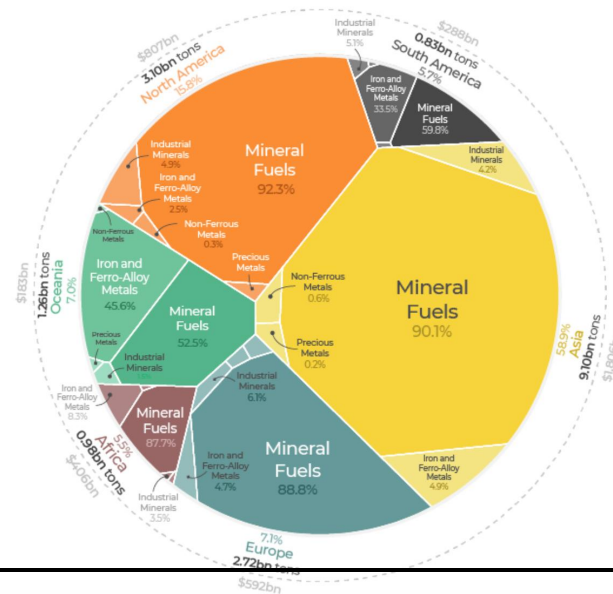 $807bn
3.10bn tons
North America
15.8%
Industrial
Minerals
5.1%
$288bn
0.83bn tons
South America
5.7%
Iron and
Ferro-Alloy
Metals
33.5%
Mineral
Fuels
59.8%
Industrial
Minerals
4.2%
Mineral
Fuels
92.3%
Industrial
Minerals
4.9%
Iron and
Ferro-Alloy
Metals
2.5%
Non-Ferrous
Metals
0.3%
Precious
Metals
Non-Ferrous
Metals
$183bn
1.26bn tons
Oceania
7.0%
Iron and
Ferro-Alloy
Metals
45.6%
Mineral
Fuels
52.5%
Precious
Metals
Industrial
Minerals
Non-Ferrous
Metals
0.6%
Precious
Metals
0.2%
Mineral
Fuels
90.1%
58.9%
Asia
9.10bn tons
Iron and
Ferro-Alloy
Metals
4.9%
Iron and
Ferro-Alloy
Metals
8.3%
Mineral
Fuels
87.7%
5.5%
Africa
0.98bn tons
$406bn
Industrial
Minerals
3.5%
Industrial
Minerals
6.1%
Iron and
Ferro-Alloy
Metals
4.7%
Mineral
Fuels
88.8%
7.1%
Europe
2.72bn tons
$592bn